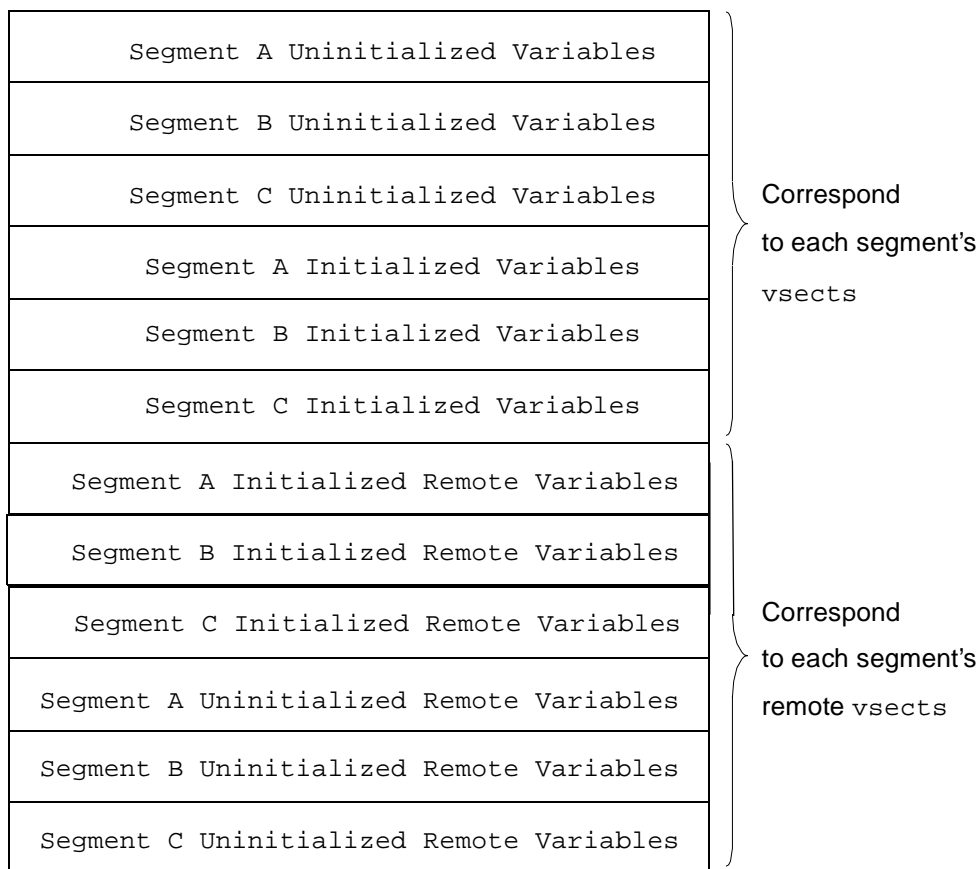 Segment A Uninitialized Variables
Segment B Uninitialized Variables
Segment C Uninitialized Variables
Segment A Initialized Variables
Segment B Initialized Variables
Segment C Initialized Variables
Correspond
to each segment's
vsects
Segment A Initialized Remote Variables
Segment B Initialized Remote Variables
Segment C Initialized Remote Variables
Segment A Uninitialized Remote Variables
Segment B Uninitialized Remote Variables
Segment C Uninitialized Remote Variables
Correspond
to each segment's
remote vsects